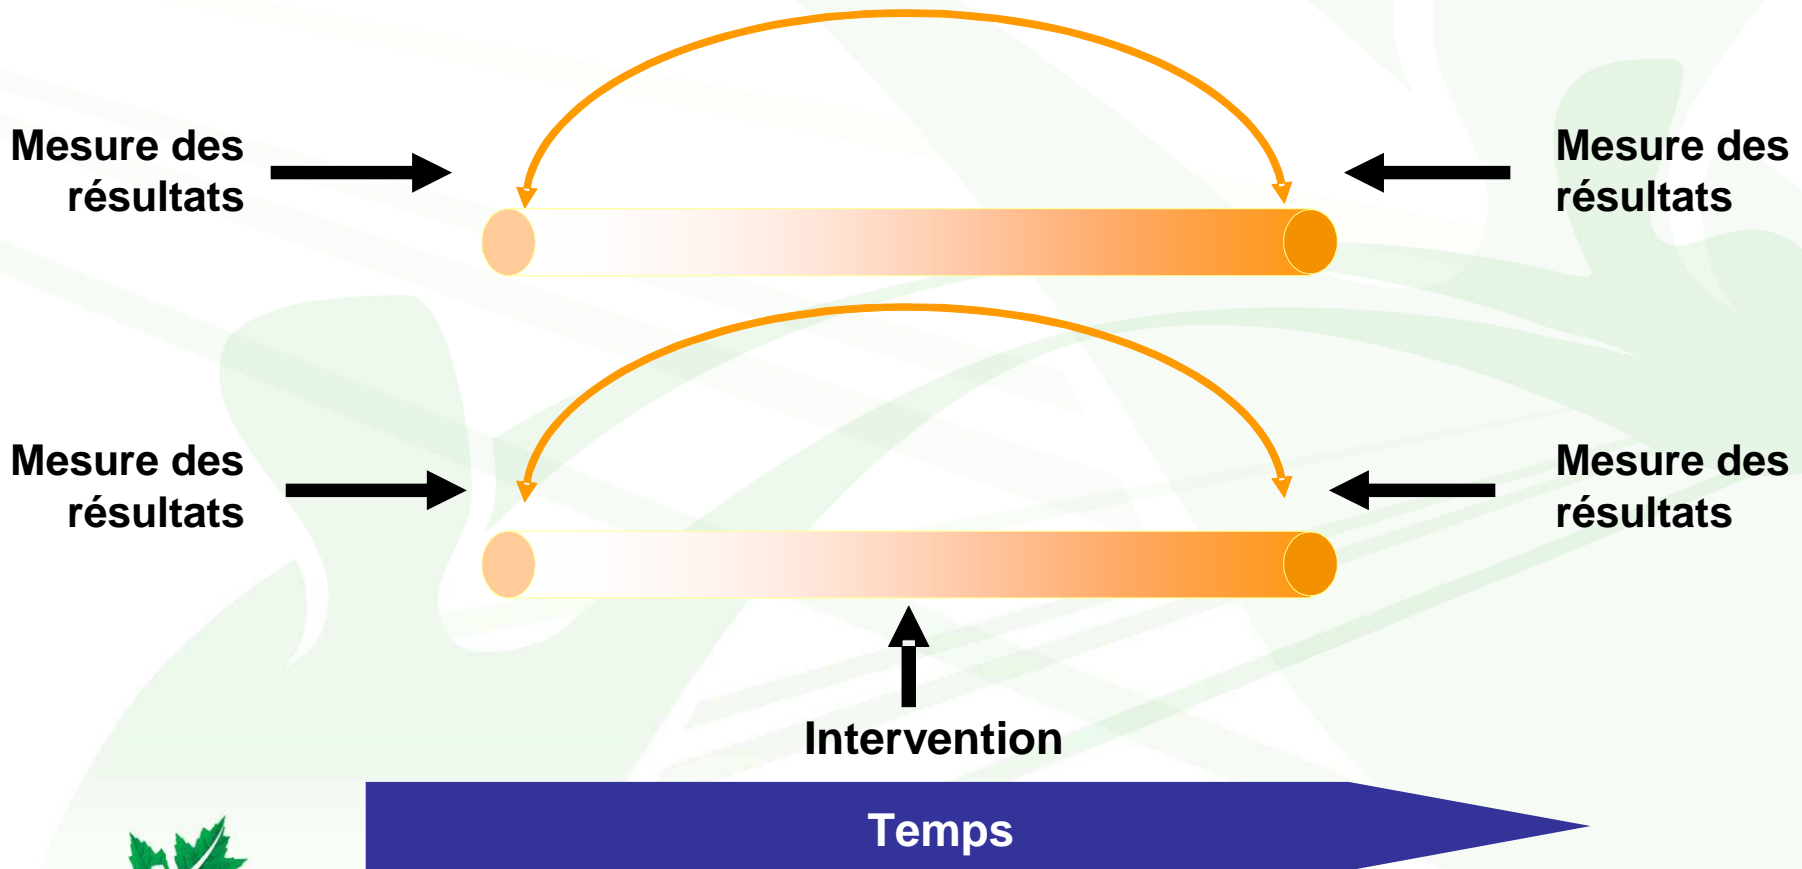 Mesure des
résultats
Mesure des
résultats
Mesure des
résultats
Mesure des
résultats
Intervention
Temps